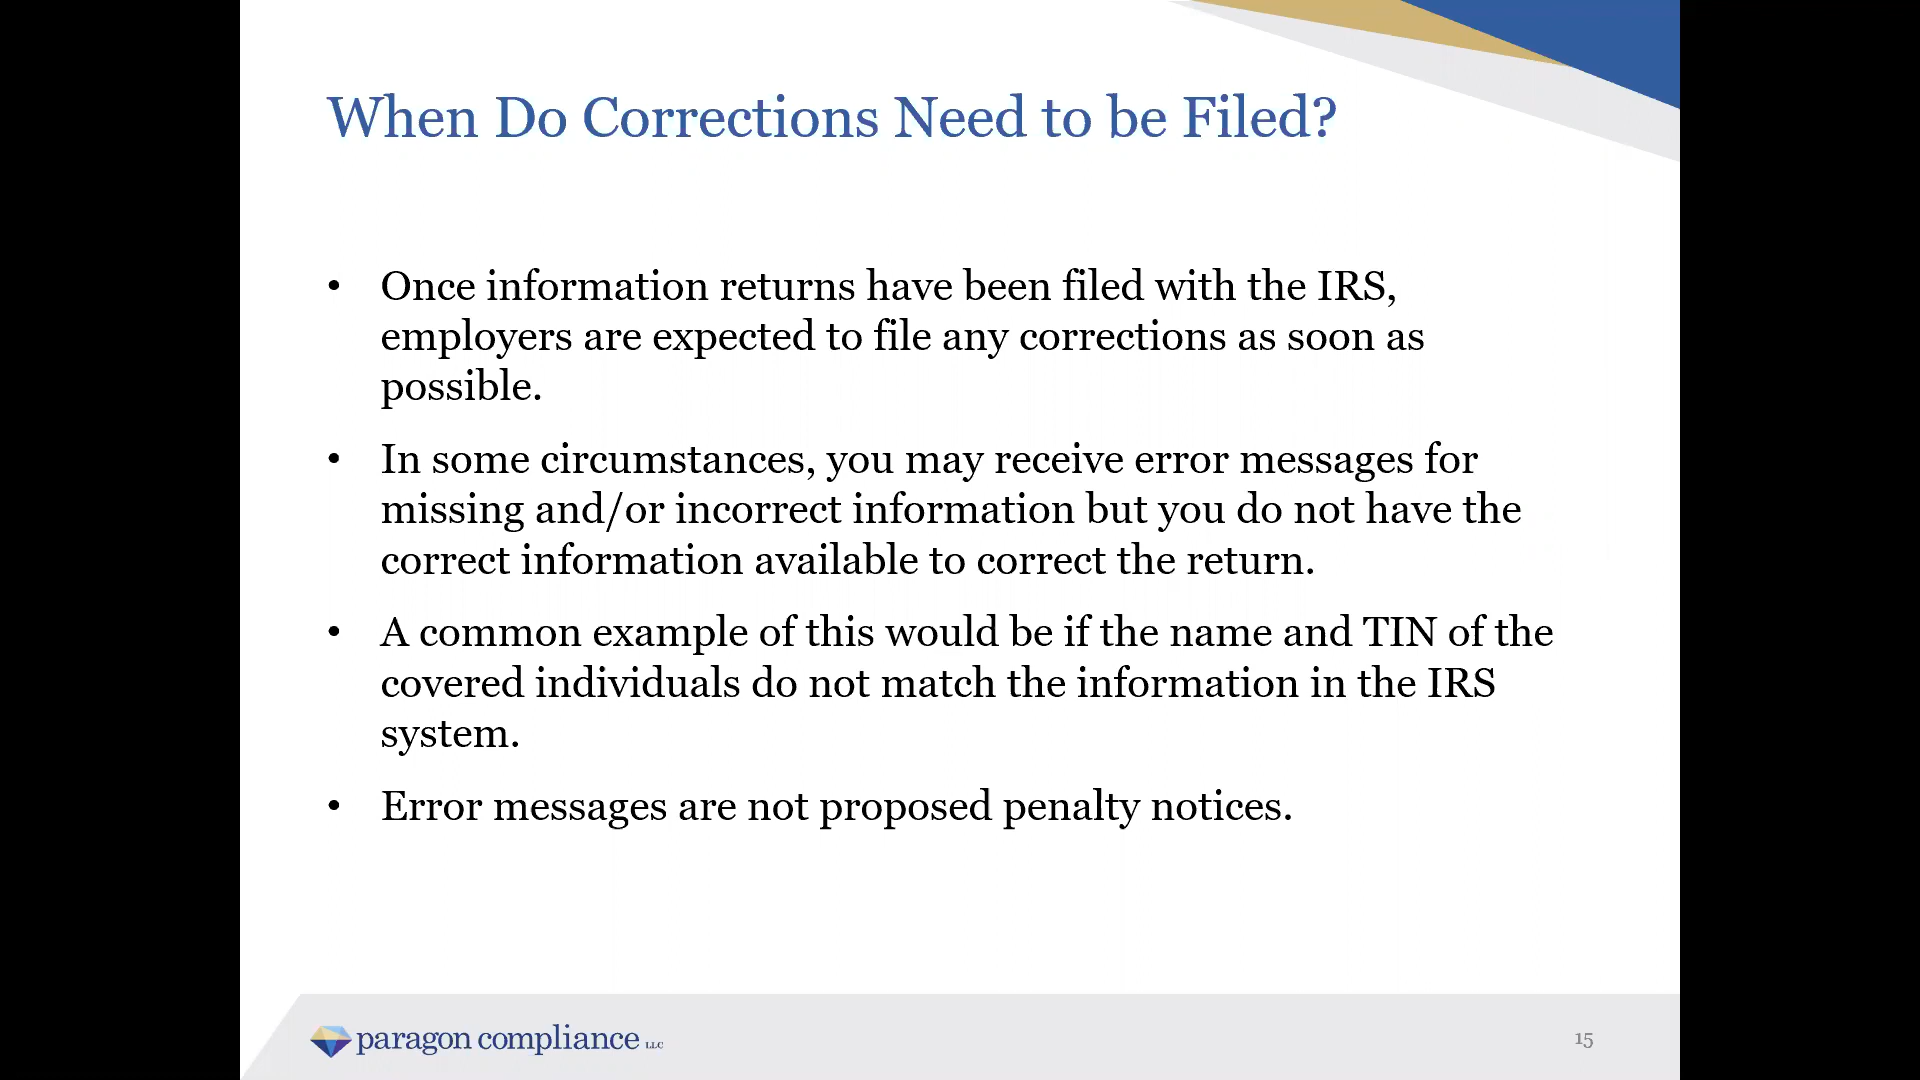 When Do Corrections Need to be Filed?
• Once information returns have been filed with the IRS,
employers are expected to file any corrections as soon as
possible.
• In some circumstances, you may receive error messages for
missing and/or incorrect information but you do not have the
correct information available to correct the return.
• A common example of this would be if the name and TIN of the
covered individuals do not match the information in the IRS
system.
• Error messages are not proposed penalty notices.
paragon compliance LLC
15